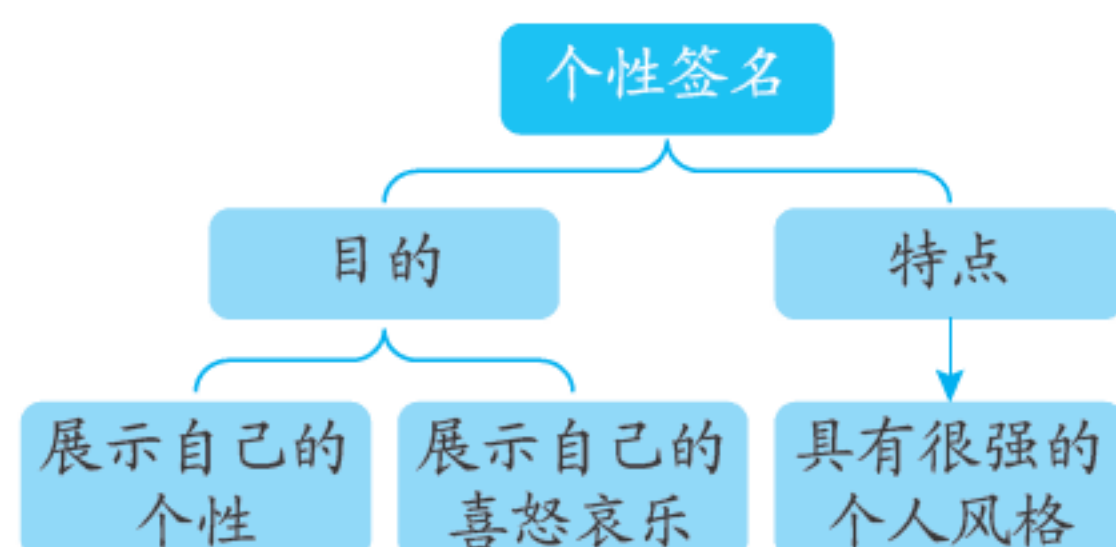 个性签名
目的
特点
展示自己的
个性
展示自己的
喜怒哀乐
具有很强的
个人风格